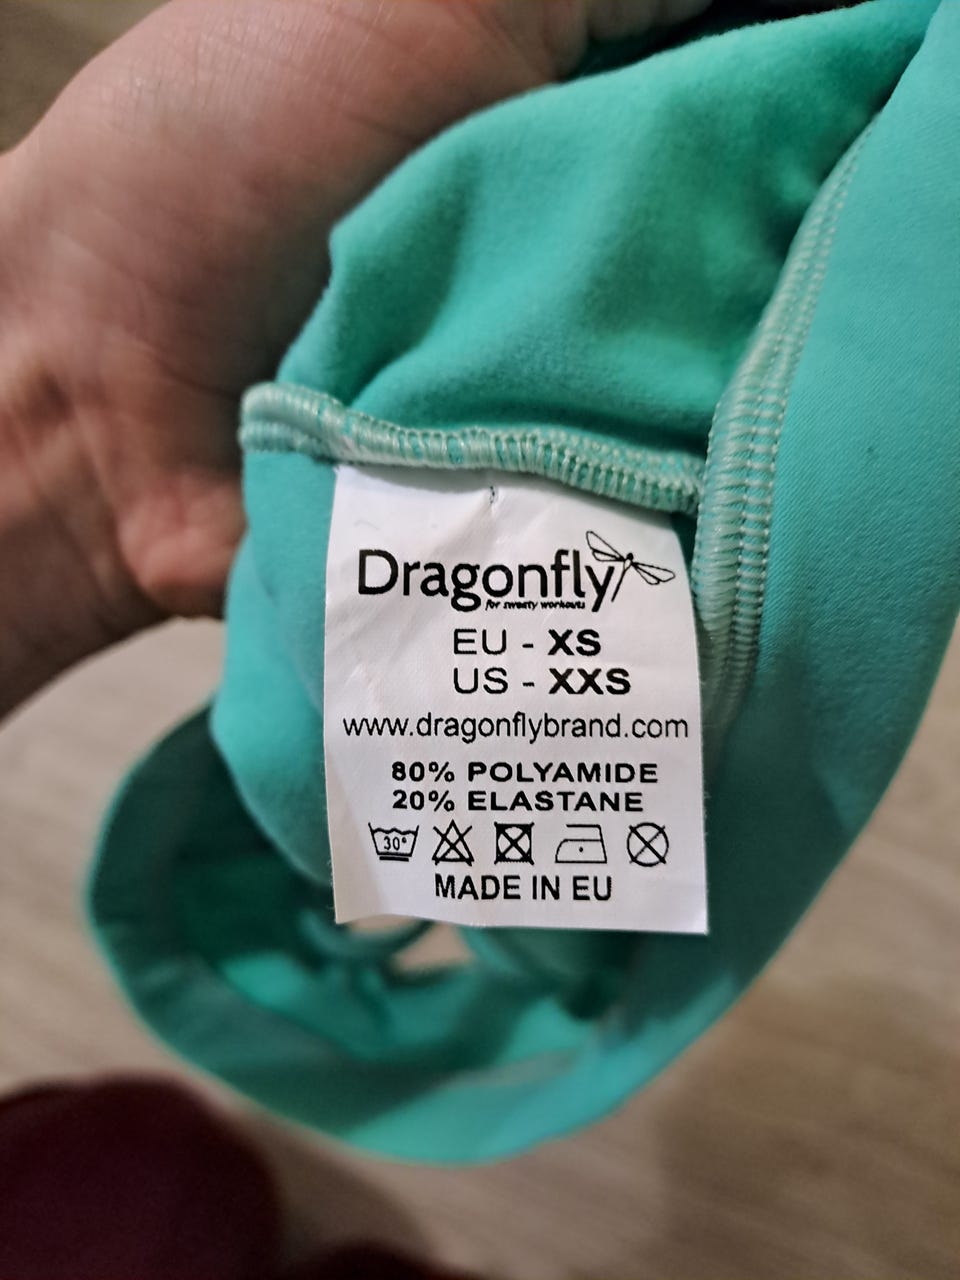 Dragonfly
for sweaty workouts
EU - XS
US - XXS
www.dragonflybrand.com
80% POLYAMIDE
20% ELASTANE
30°
MADE IN EU